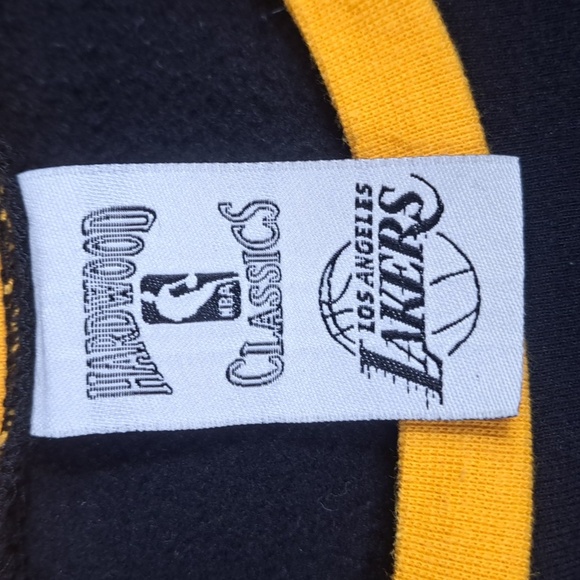 HARDWOOD
NBA
CLASSICS
LOS ANGELES
LAKERS